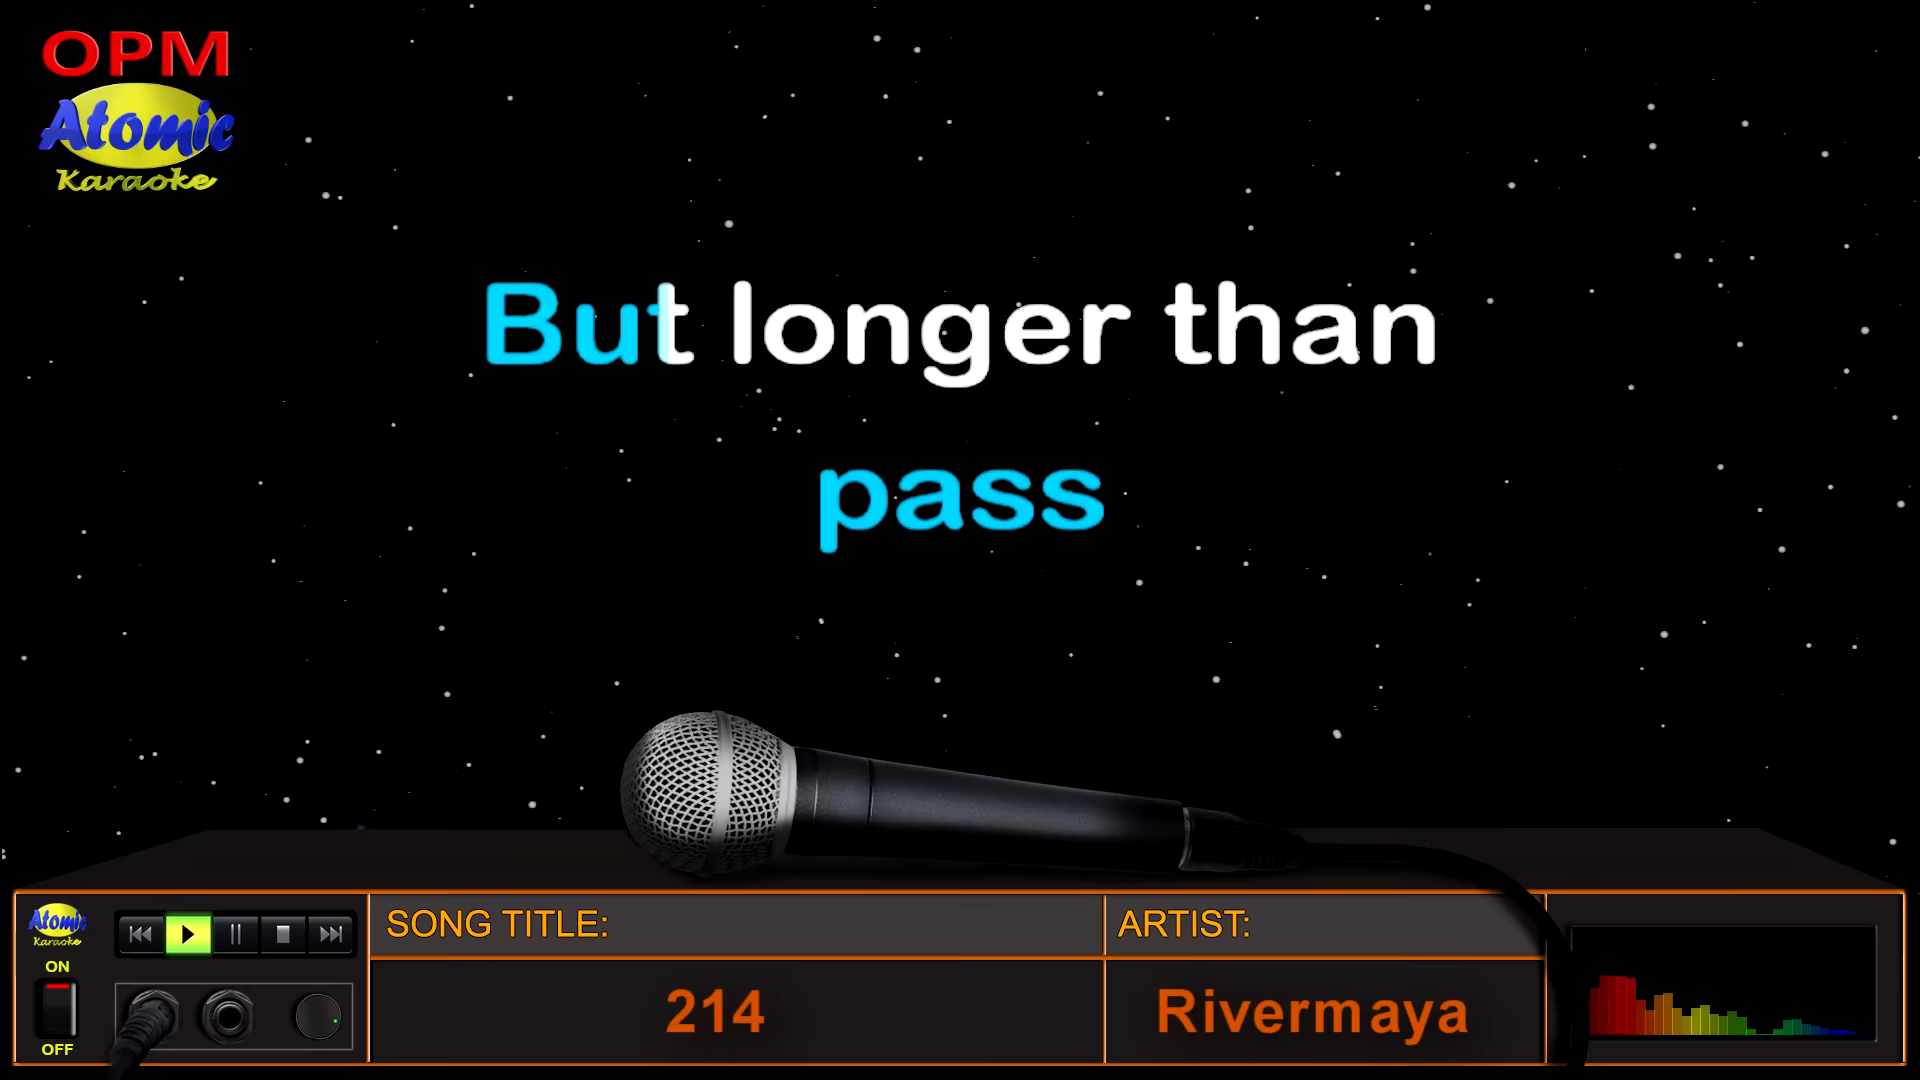 OPM
Atomic
Karaoke
But longer than
pass
Atomic
Karaoke
ON
OFF
SONG TITLE:
ARTIST:
214
Rivermaya